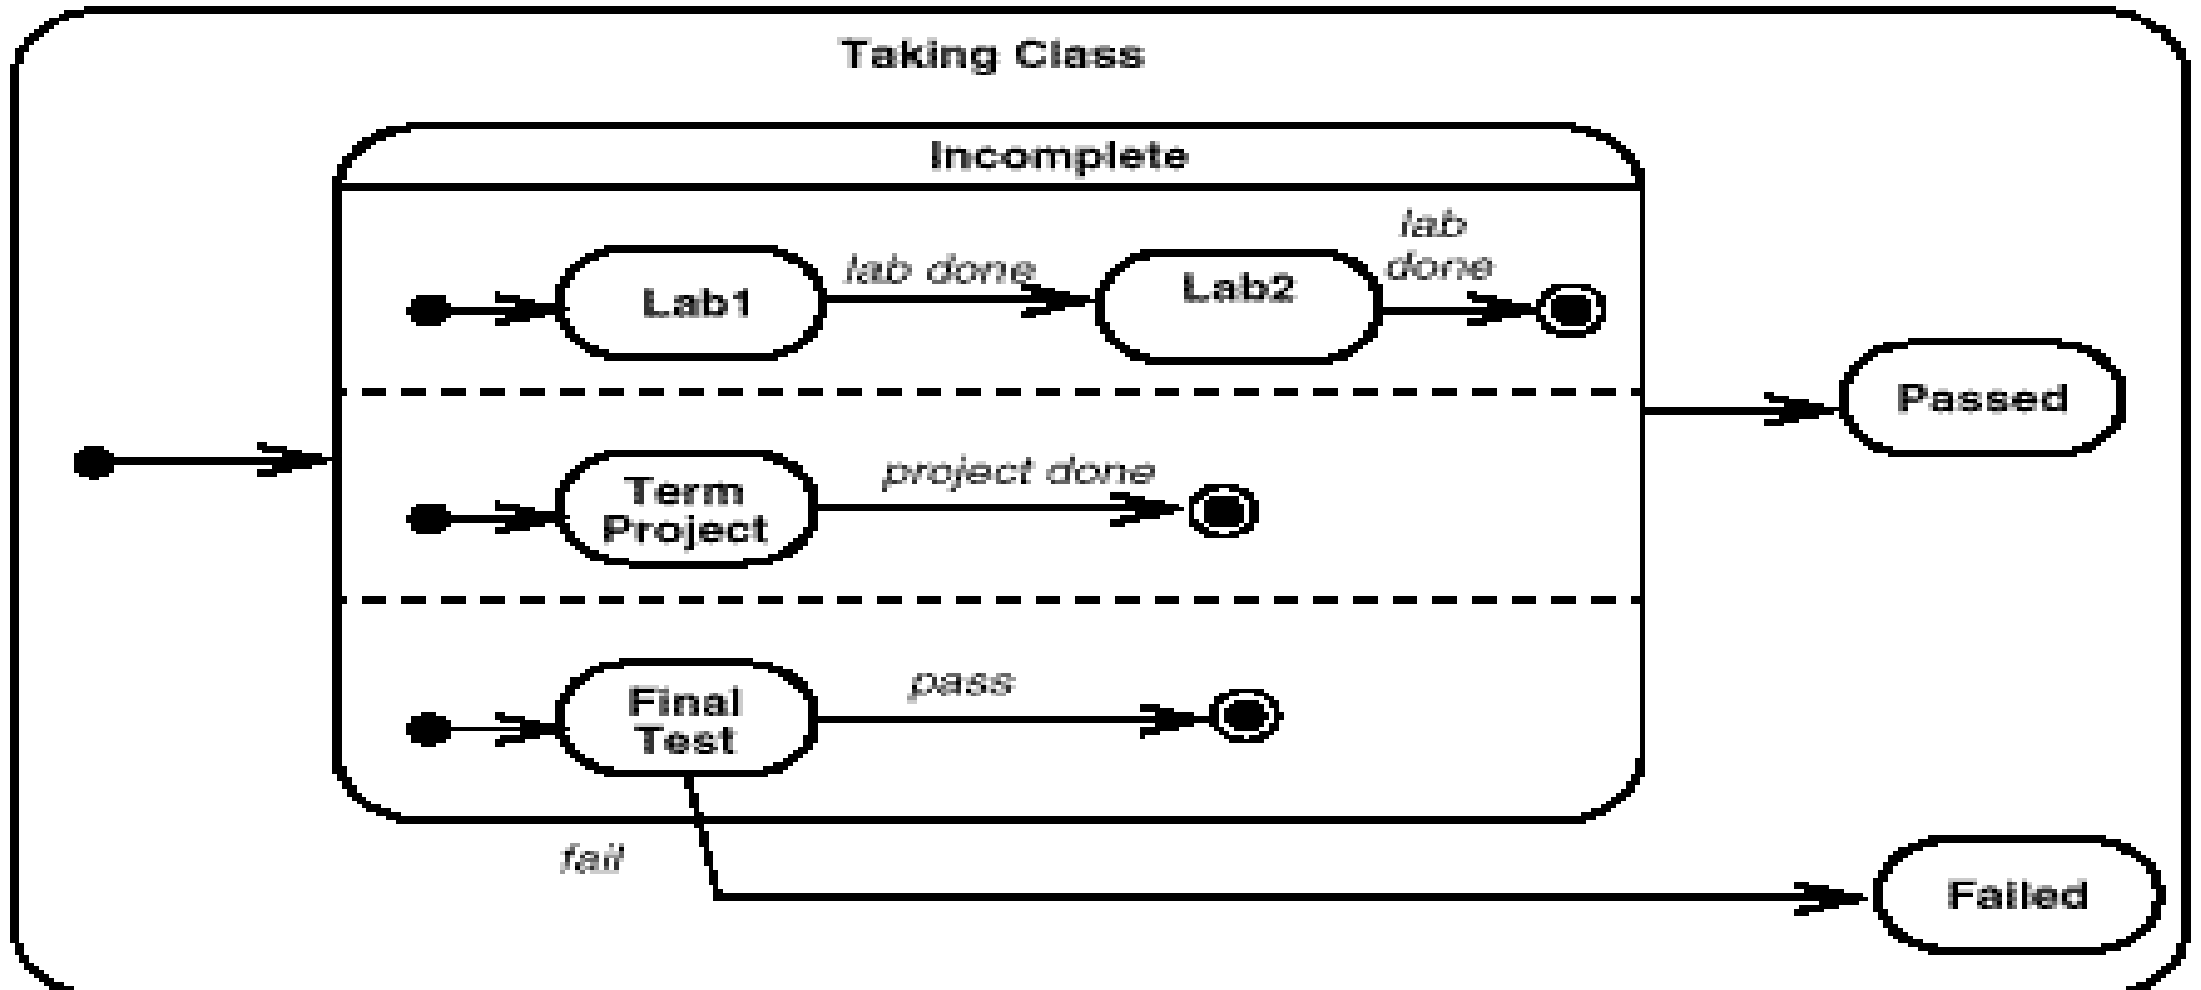 Taking Class
Incomplete
lab
done
Lab1
lab done
Lab2
Passed
Term
Project
project done
Final
Test
pass
fail
Failed